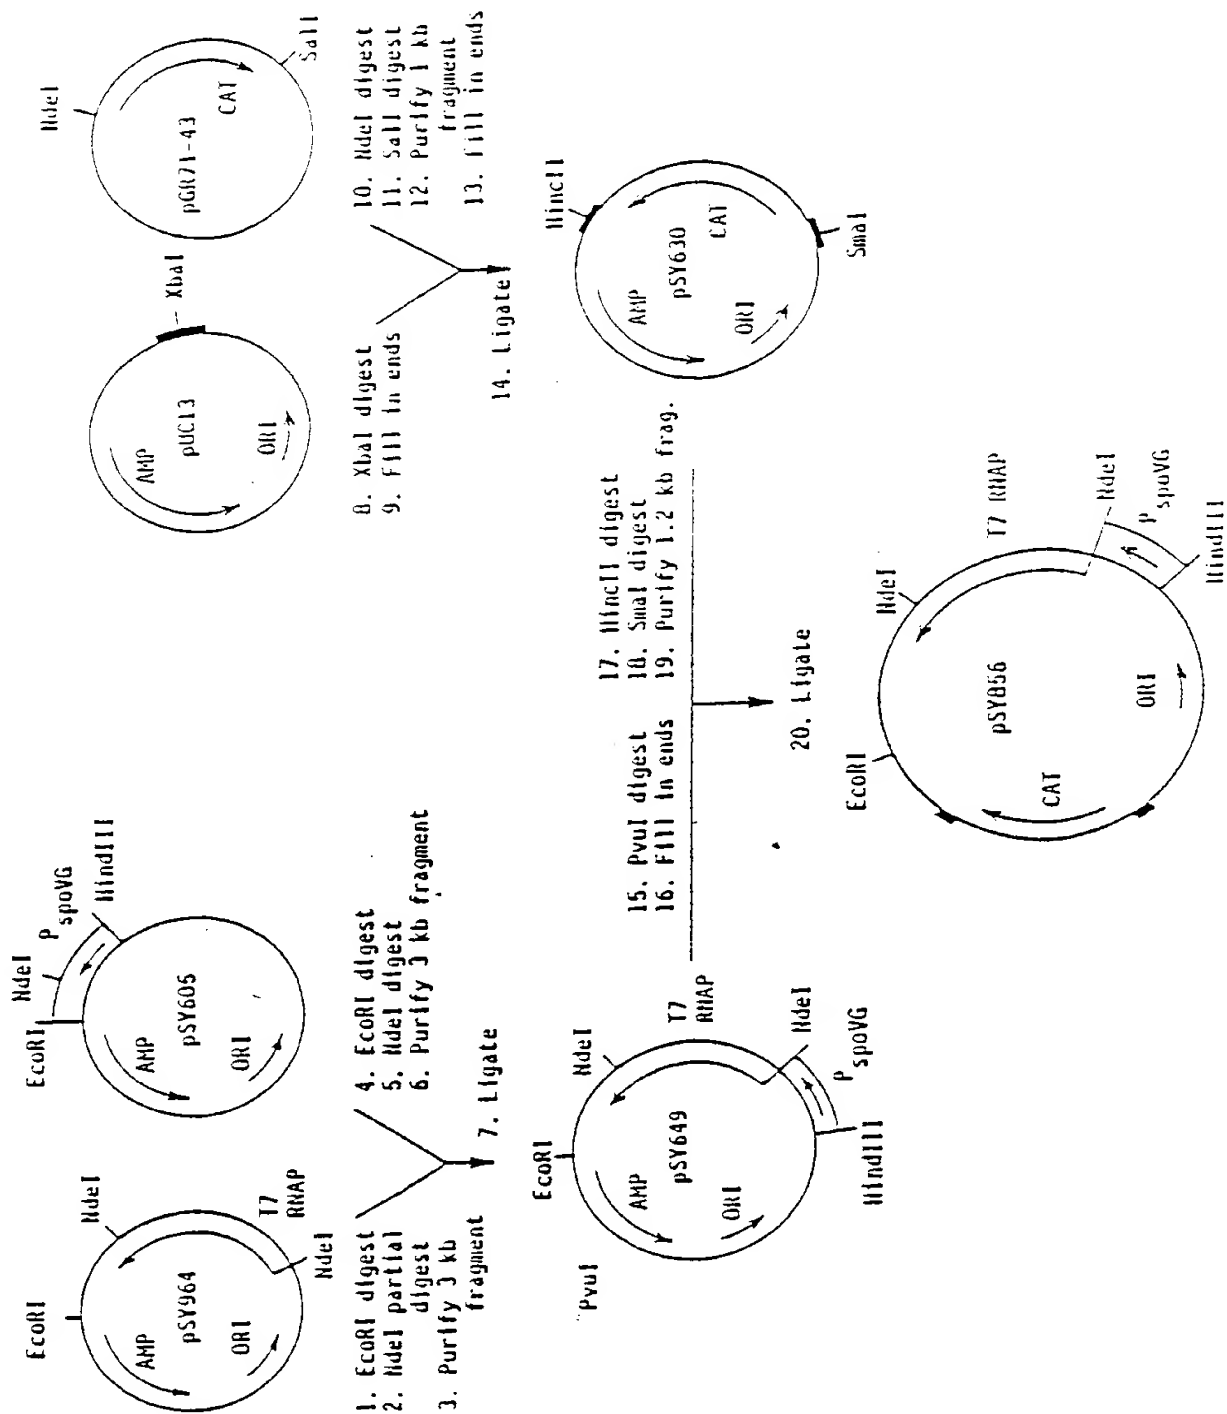 EcoRI
NdeI
AMP
pSY964
ORI
T7
RNAP
NdeI
EcoRI
NdeI
P spoVG
HindIII
AMP
pSY605
ORI
1. EcoRI digest
2. NdeI partial
digest
3. Purify 3 kb
fragment
4. EcoRI digest
5. NdeI digest
6. Purify 3 kb fragment
7. Ligate
XbaI
AMP
pUC13
ORI
NdeI
pGR71-43
CAT
SalI
8. XbaI digest
9. Fill in ends
10. NdeI digest
11. SalI digest
12. Purify 1 kb
fragment
13. Fill in ends
14. Ligate
PvuI
EcoRI
NdeI
AMP
pSY649
ORI
T7
RNAP
NdeI
P spoVG
HindIII
15. PvuI digest
16. Fill in ends
17. HincII digest
18. SmaI digest
19. Purify 1.2 kb frag.
20. Ligate
HincII
AMP
pSY630
CAT
ORI
SmaI
EcoRI
NdeI
T7 RNAP
NdeI
P spoVG
HindIII
CAT
pSY856
ORI